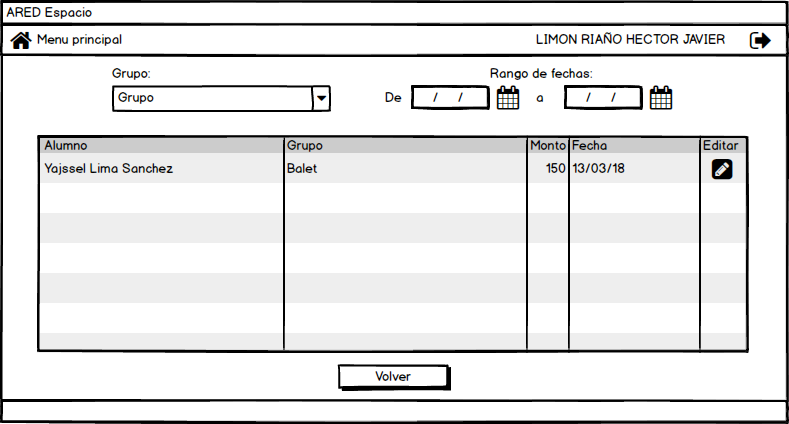 ARED Espacio
Menu principal LIMON RIAÑO HECTOR JAVIER
Grupo: Rango de fechas:
Grupo De / / a / /
Alumno Grupo Monto Fecha Editar
Yajssel Lima Sanchez Balet 150 13/03/18
Volver